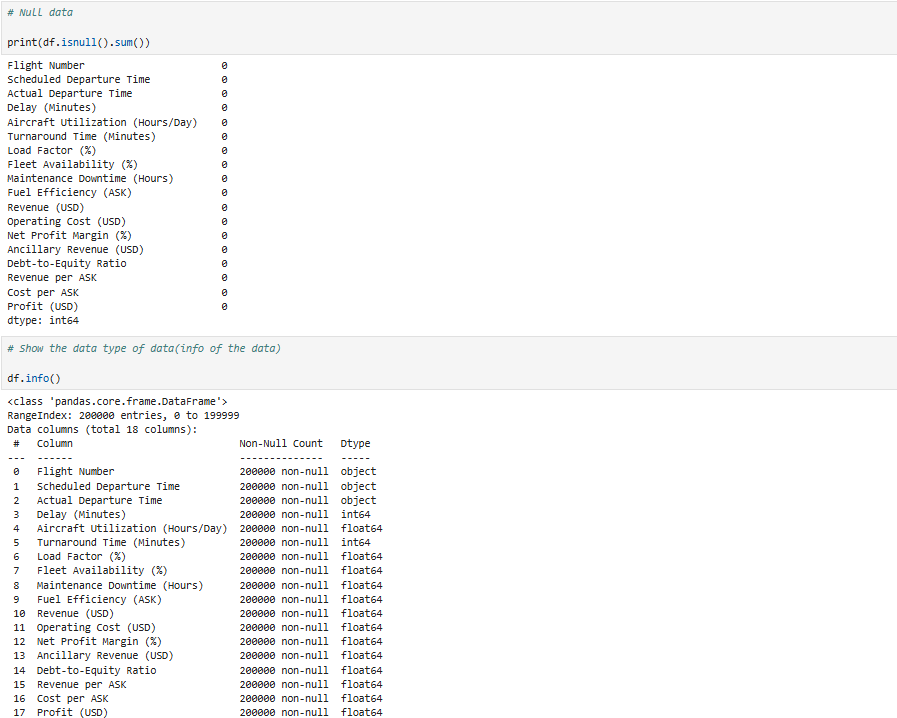 # Null data
print(df.isnull().sum())
Flight Number 0
Scheduled Departure Time 0
Actual Departure Time 0
Delay (Minutes) 0
Aircraft Utilization (Hours/Day) 0
Turnaround Time (Minutes) 0
Load Factor (%) 0
Fleet Availability (%) 0
Maintenance Downtime (Hours) 0
Fuel Efficiency (ASK) 0
Revenue (USD) 0
Operating Cost (USD) 0
Net Profit Margin (%) 0
Ancillary Revenue (USD) 0
Debt-to-Equity Ratio 0
Revenue per ASK 0
Cost per ASK 0
Profit (USD) 0
dtype: int64
# Show the data type of data(info of the data)
df.info()
<class 'pandas.core.frame.DataFrame'>
RangeIndex: 200000 entries, 0 to 199999
Data columns (total 18 columns):
# Column Non-Null Count Dtype
--- ------ -------------- -----
0 Flight Number 200000 non-null object
1 Scheduled Departure Time 200000 non-null object
2 Actual Departure Time 200000 non-null object
3 Delay (Minutes) 200000 non-null int64
4 Aircraft Utilization (Hours/Day) 200000 non-null float64
5 Turnaround Time (Minutes) 200000 non-null int64
6 Load Factor (%) 200000 non-null float64
7 Fleet Availability (%) 200000 non-null float64
8 Maintenance Downtime (Hours) 200000 non-null float64
9 Fuel Efficiency (ASK) 200000 non-null float64
10 Revenue (USD) 200000 non-null float64
11 Operating Cost (USD) 200000 non-null float64
12 Net Profit Margin (%) 200000 non-null float64
13 Ancillary Revenue (USD) 200000 non-null float64
14 Debt-to-Equity Ratio 200000 non-null float64
15 Revenue per ASK 200000 non-null float64
16 Cost per ASK 200000 non-null float64
17 Profit (USD) 200000 non-null float64